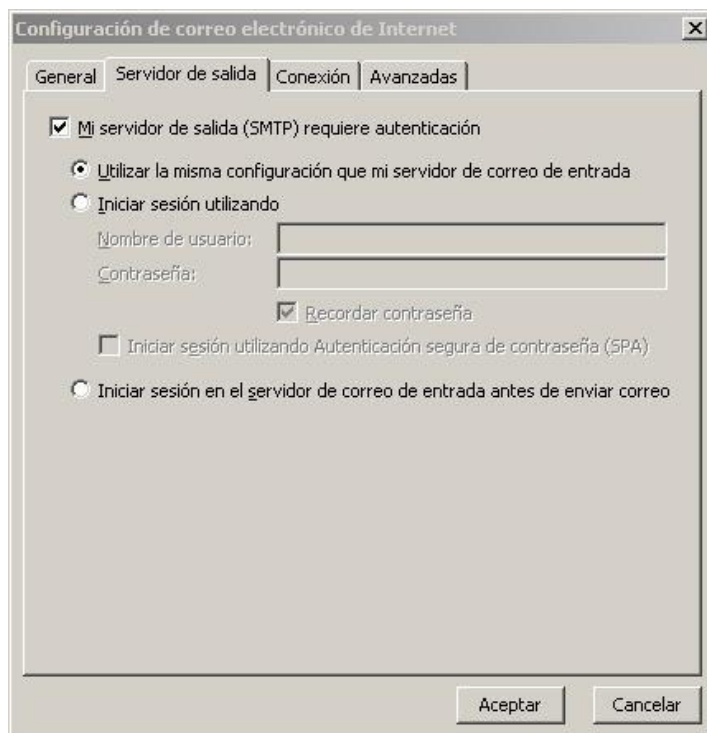 Configuración de correo electrónico de Internet
General Servidor de salida Conexión Avanzadas
Mi servidor de salida (SMTP) requiere autenticación
Utilizar la misma configuración que mi servidor de correo de entrada
Iniciar sesión utilizando
Nombre de usuario:
Contraseña:
Recordar contraseña
Iniciar sesión utilizando Autenticación segura de contraseña (SPA)
Iniciar sesión en el servidor de correo de entrada antes de enviar correo
Aceptar Cancelar